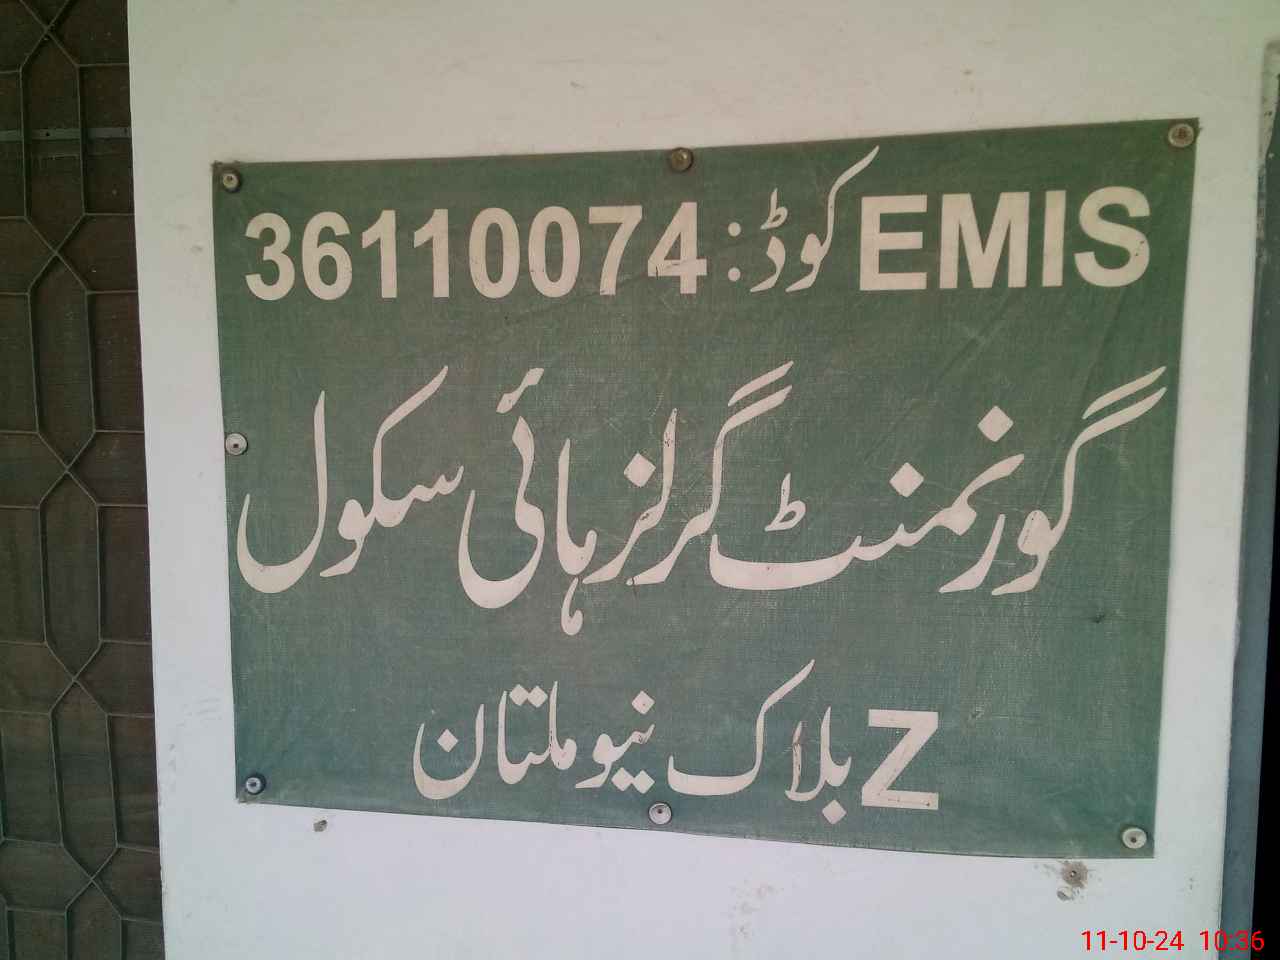 EMIS کوڈ: 36110074
گورنمنٹ گرلز ہائی سکول
Z بلاک نیو ملتان
11-10-24 10:36